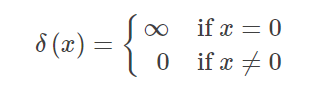 δ(x) = { ∞ if x = 0
0 if x ≠ 0